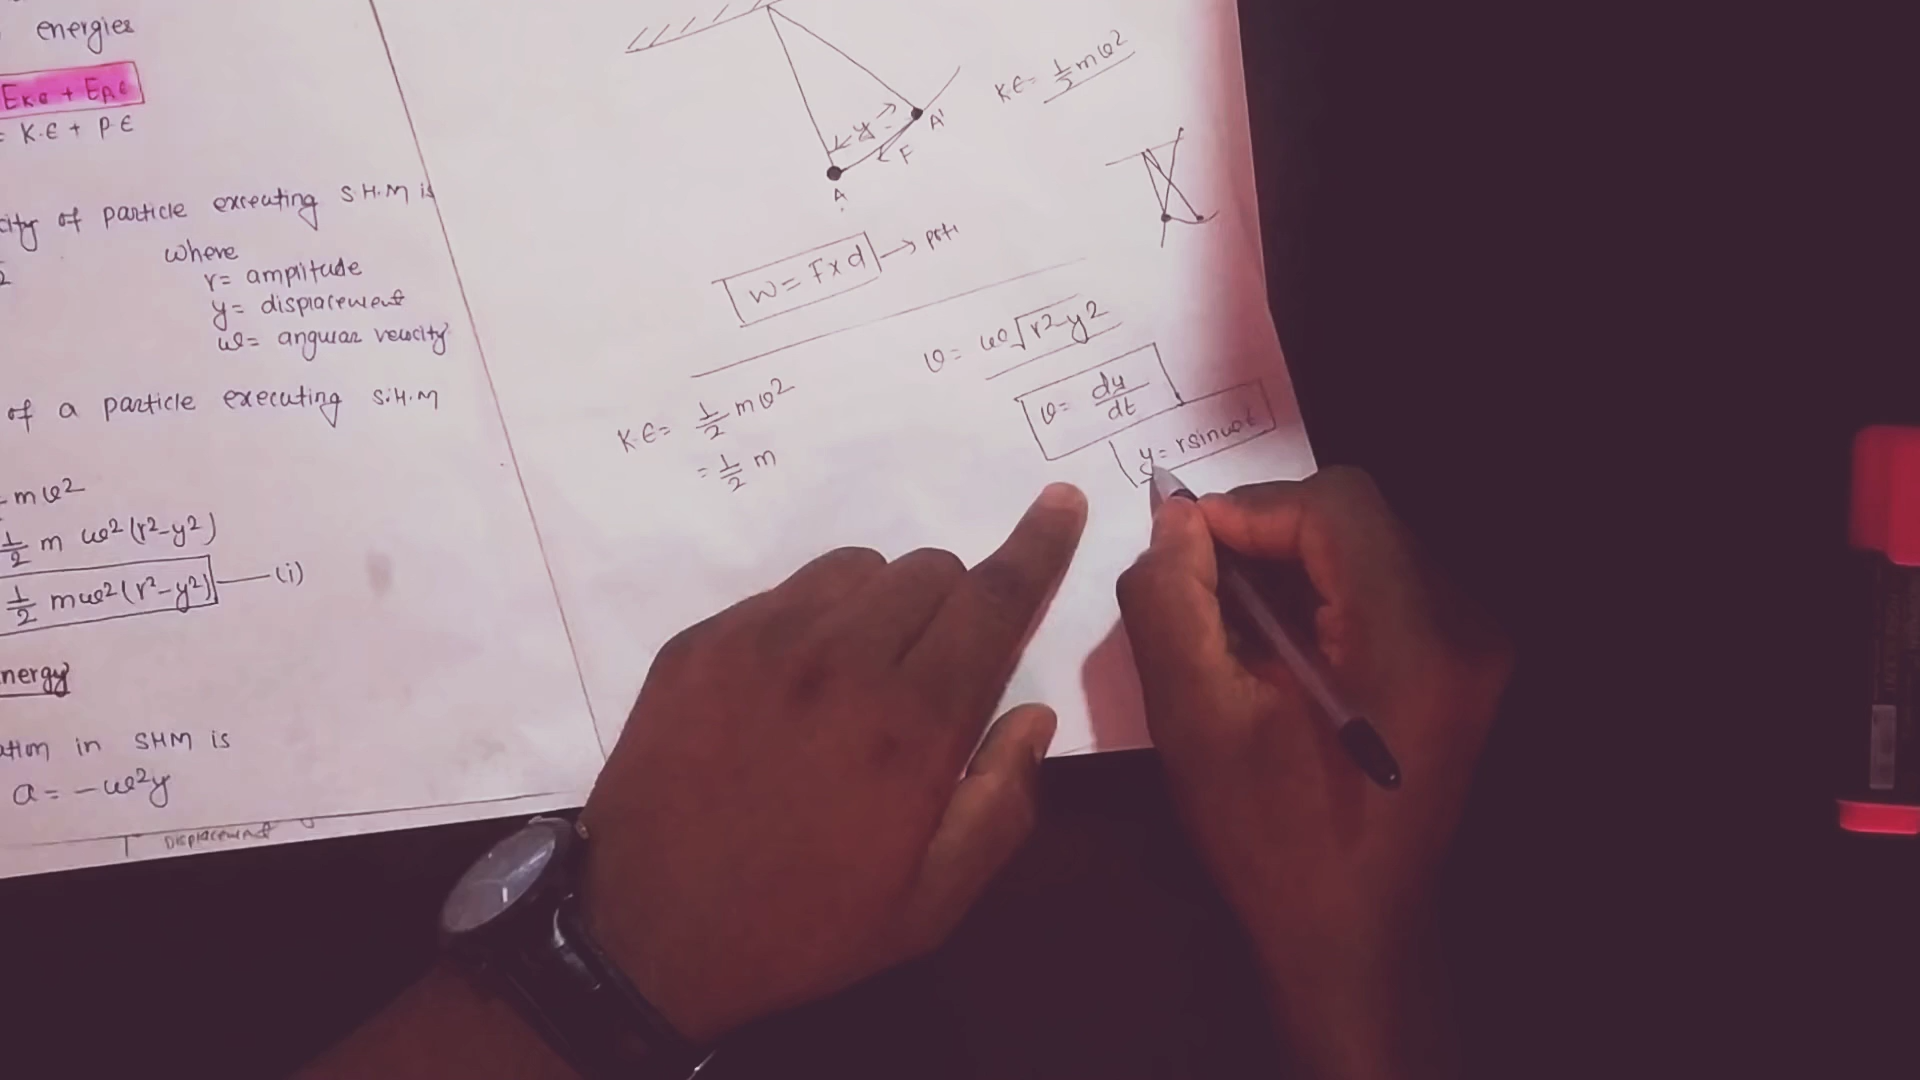 energies
EKE + EPE
= K.E + P.E
city of particle executing S.H.M is
where
r= amplitude
y= displacement
ω= angular velocity
of a particle executing S.H.M
mv²
1/2 m ω²(r²-y²)
1/2 mω²(r²-y²) —— (i)
nergy
ation in SHM is
a= -ω²y
Displacement
K.E= 1/2 mv²
y
A'
F
A
W= F×d →
v= ω√r²-y²
K.E= 1/2 mv²
= 1/2 m
v= dy/dt
y= rsinωt